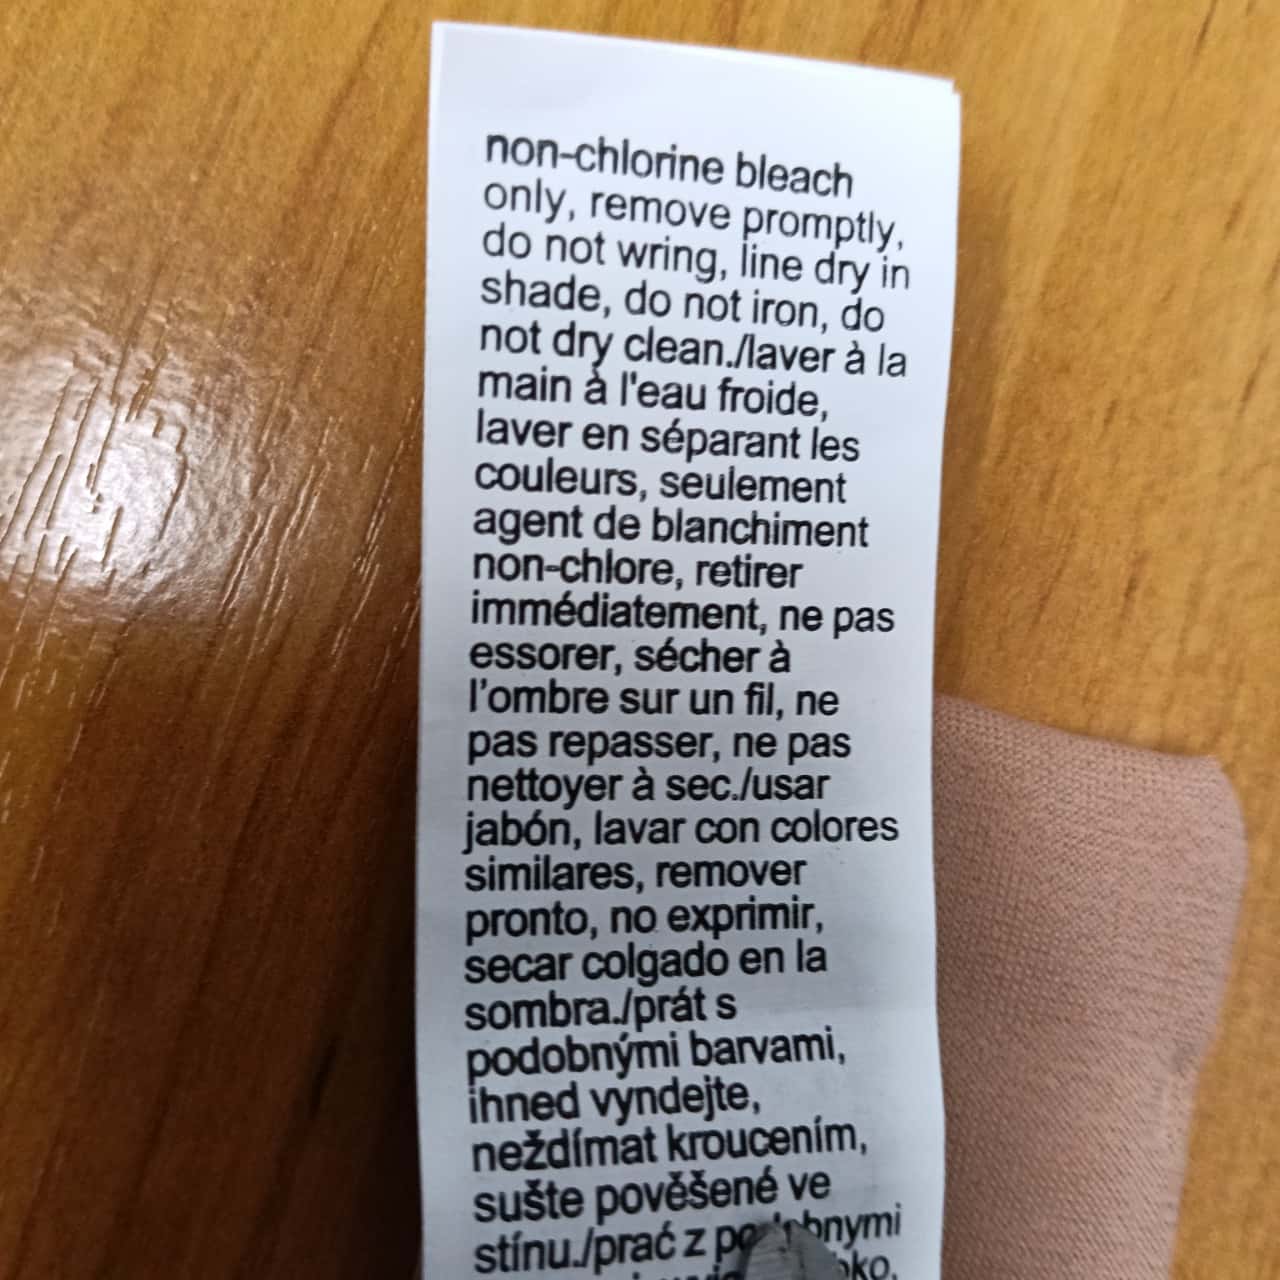 non-chlorine bleach
only, remove promptly,
do not wring, line dry in
shade, do not iron, do
not dry clean./laver à la
main à l'eau froide,
laver en séparant les
couleurs, seulement
agent de blanchiment
non-chlore, retirer
immédiatement, ne pas
essorer, sécher à
l'ombre sur un fil, ne
pas repasser, ne pas
nettoyer à sec./usar
jabón, lavar con colores
similares, remover
pronto, no exprimir,
secar colgado en la
sombra./prát s
podobnými barvami,
ihned vyndejte,
neždímat kroucením,
sušte pověšené ve
stínu./prać z